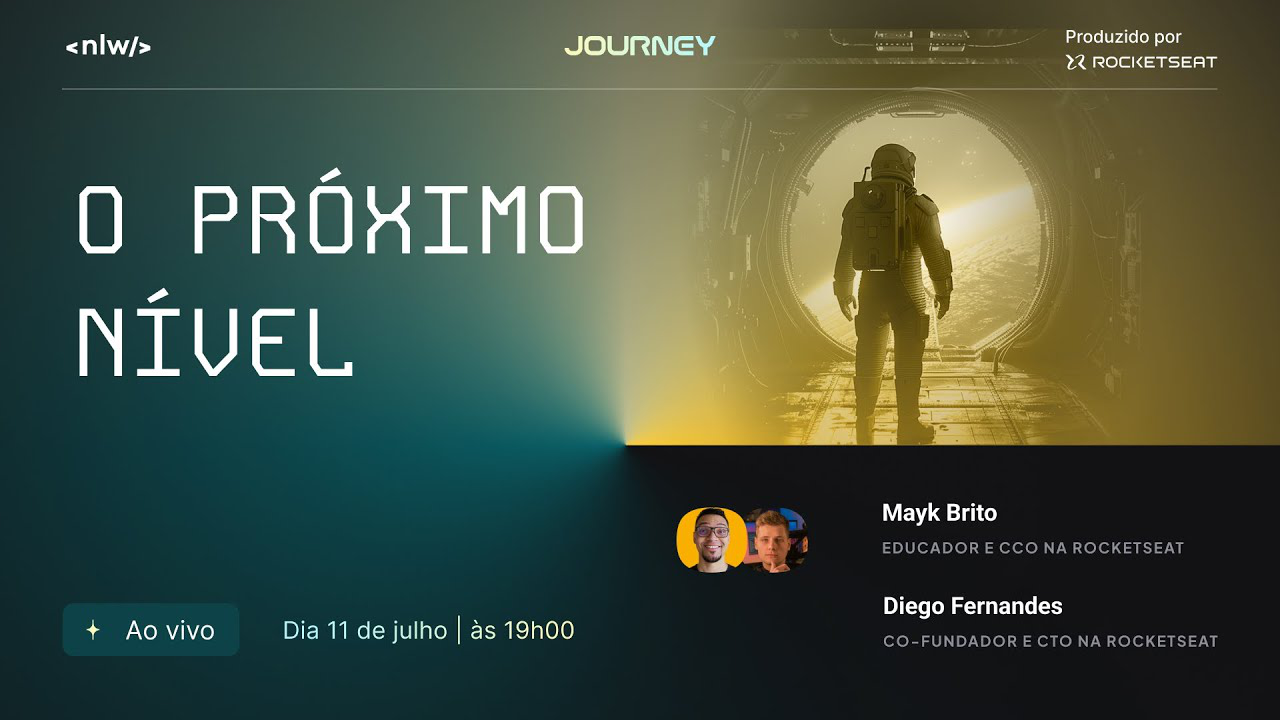 <nlw/>
JOURNEY
Produzido por
ROCKETSEAT
O PRÓXIMO
NÍVEL
Mayk Brito
EDUCADOR E CCO NA ROCKETSEAT
Diego Fernandes
CO-FUNDADOR E CTO NA ROCKETSEAT
Ao vivo
Dia 11 de julho | às 19h00